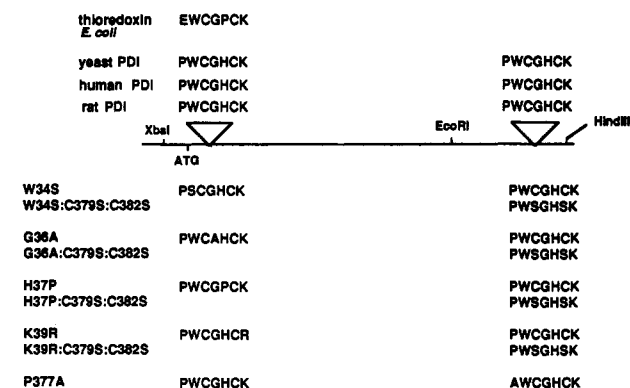 thioredoxin EWCGPCK
E. coli
yeast PDI PWCGHCK PWCGHCK
human PDI PWCGHCK PWCGHCK
rat PDI PWCGHCK PWCGHCK
XbaI EcoRI HindIII
ATG
W34S PSCGHCK PWCGHCK
W34S:C379S:C382S PWSGHSK
G36A PWCAHCK PWCGHCK
G36A:C379S:C382S PWSGHSK
H37P PWCGPCK PWCGHCK
H37P:C379S:C382S PWSGHSK
K39R PWCGHCR PWCGHCK
K39R:C379S:C382S PWSGHSK
P377A PWCGHCK AWCGHCK